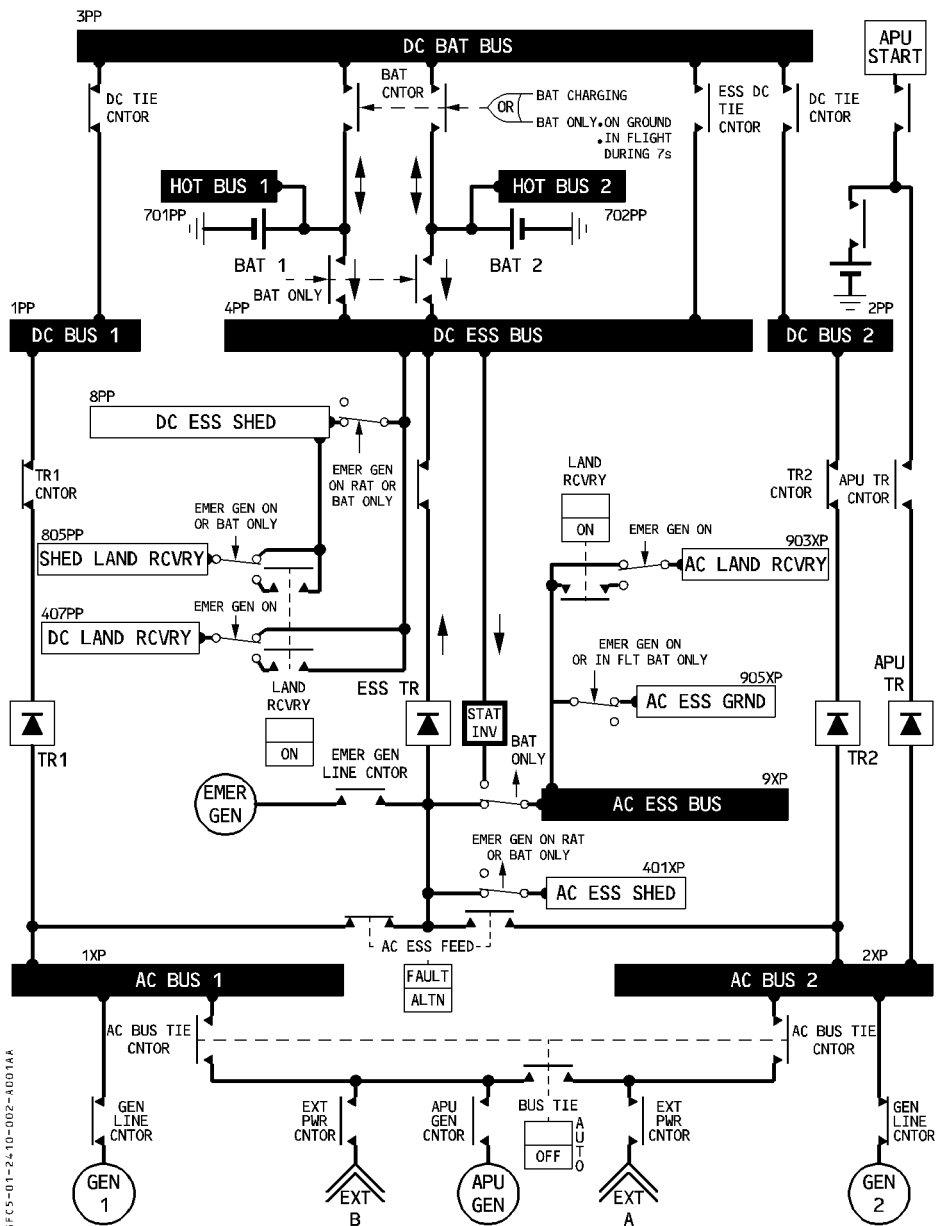 3PP
DC BAT BUS
APU
START
DC TIE
CNTOR
BAT
CNTOR
OR
BAT CHARGING
BAT ONLY.ON GROUND
.IN FLIGHT
DURING 7s
ESS DC
TIE
CNTOR
DC TIE
CNTOR
HOT BUS 1
HOT BUS 2
701PP
702PP
BAT 1
BAT 2
BAT ONLY
1PP
4PP
2PP
DC BUS 1
DC ESS BUS
DC BUS 2
8PP
DC ESS SHED
TR1
CNTOR
EMER GEN
ON RAT OR
BAT ONLY
LAND
RCVRY
ON
TR2
CNTOR
APU TR
CNTOR
EMER GEN ON
OR BAT ONLY
805PP
SHED LAND RCVRY
EMER GEN ON
903XP
AC LAND RCVRY
EMER GEN ON
407PP
DC LAND RCVRY
EMER GEN ON
OR IN FLT BAT ONLY
905XP
AC ESS GRND
LAND
RCVRY
ON
ESS TR
STAT
INV
APU
TR
TR1
TR2
EMER GEN
LINE CNTOR
BAT
ONLY
EMER
GEN
9XP
AC ESS BUS
EMER GEN ON RAT
OR BAT ONLY
401XP
AC ESS SHED
AC ESS FEED
FAULT
ALTN
1XP
2XP
AC BUS 1
AC BUS 2
AC BUS TIE
CNTOR
AC BUS TIE
CNTOR
GEN
LINE
CNTOR
EXT
PWR
CNTOR
APU
GEN
CNTOR
BUS TIE
OFF
AUTO
EXT
PWR
CNTOR
GEN
LINE
CNTOR
GEN
1
EXT
B
APU
GEN
EXT
A
GEN
2
GFC5-01-2410-002-A001AA